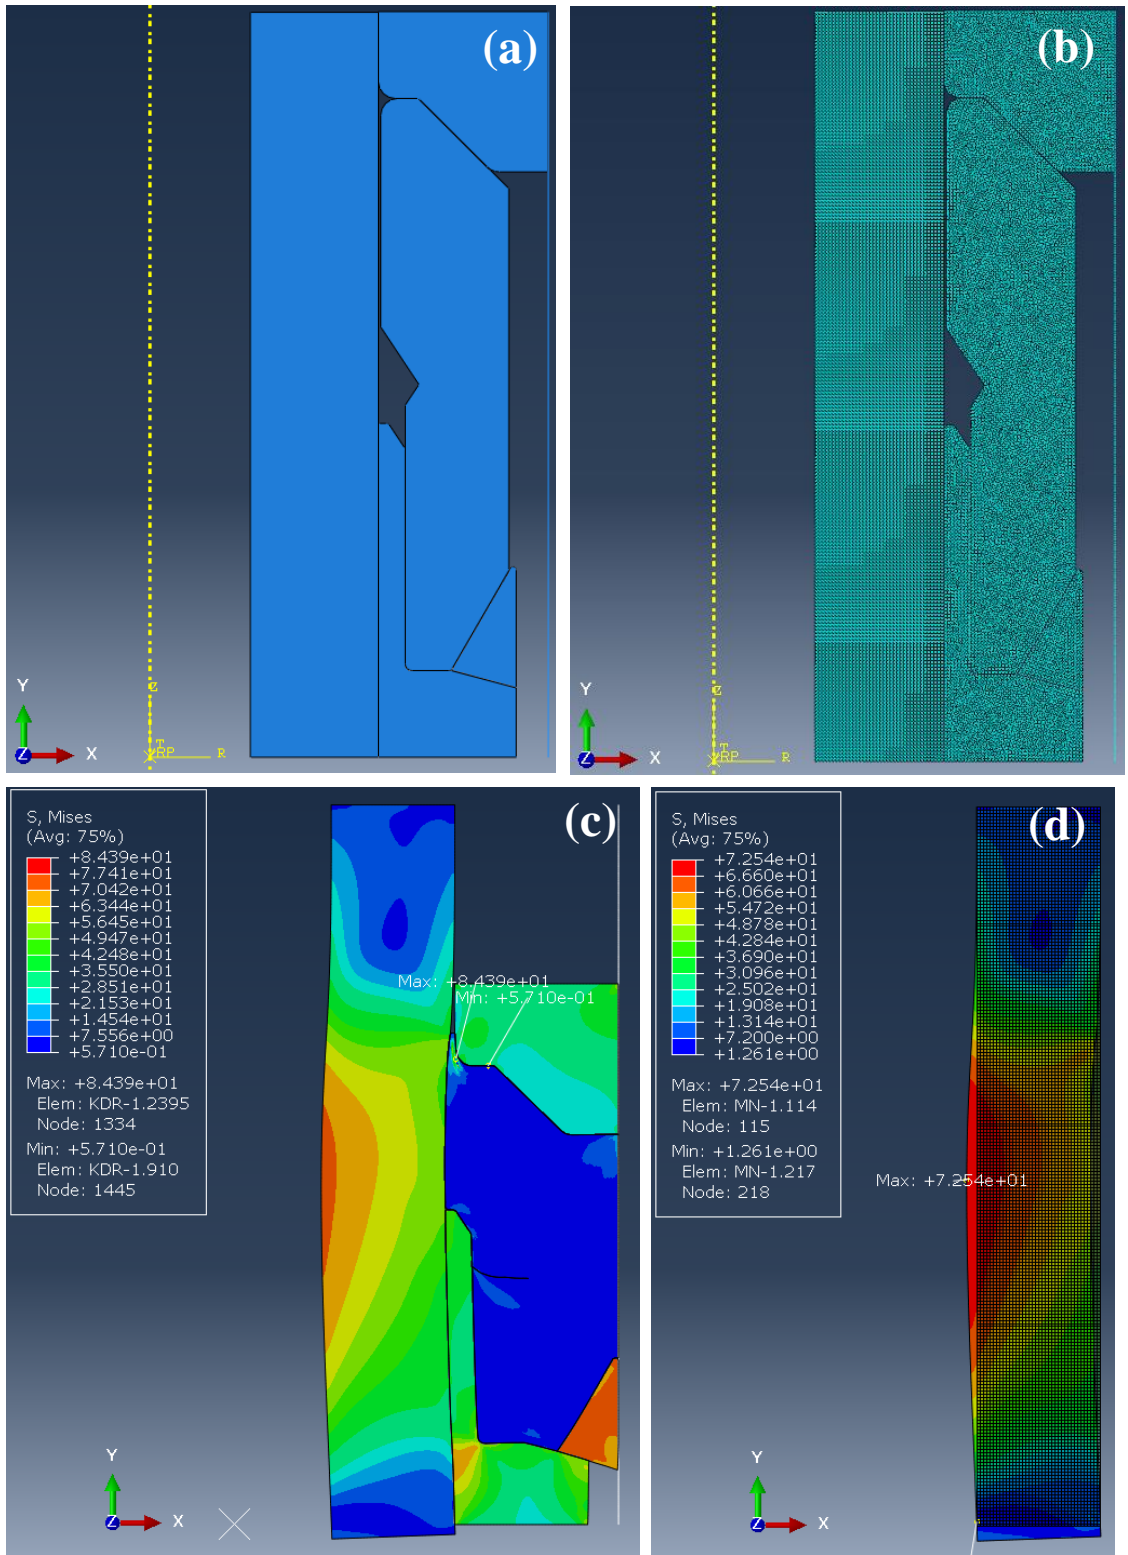 (a)
Y
Z
X
Z
T
RP
R
(b)
Y
Z
X
Z
T
RP
R
(c)
S, Mises
(Avg: 75%)
+8.439e+01
+7.741e+01
+7.042e+01
+6.344e+01
+5.645e+01
+4.947e+01
+4.248e+01
+3.550e+01
+2.851e+01
+2.153e+01
+1.454e+01
+7.556e+00
+5.710e-01
Max: +8.439e+01
Elem: KDR-1.2395
Node: 1334
Min: +5.710e-01
Elem: KDR-1.910
Node: 1445
Max: +8.439e+01
Min: +5.710e-01
Y
Z
X
(d)
S, Mises
(Avg: 75%)
+7.254e+01
+6.660e+01
+6.066e+01
+5.472e+01
+4.878e+01
+4.284e+01
+3.690e+01
+3.096e+01
+2.502e+01
+1.908e+01
+1.314e+01
+7.200e+00
+1.261e+00
Max: +7.254e+01
Elem: MN-1.114
Node: 115
Min: +1.261e+00
Elem: MN-1.217
Node: 218
Max: +7.254e+01
Y
Z
X